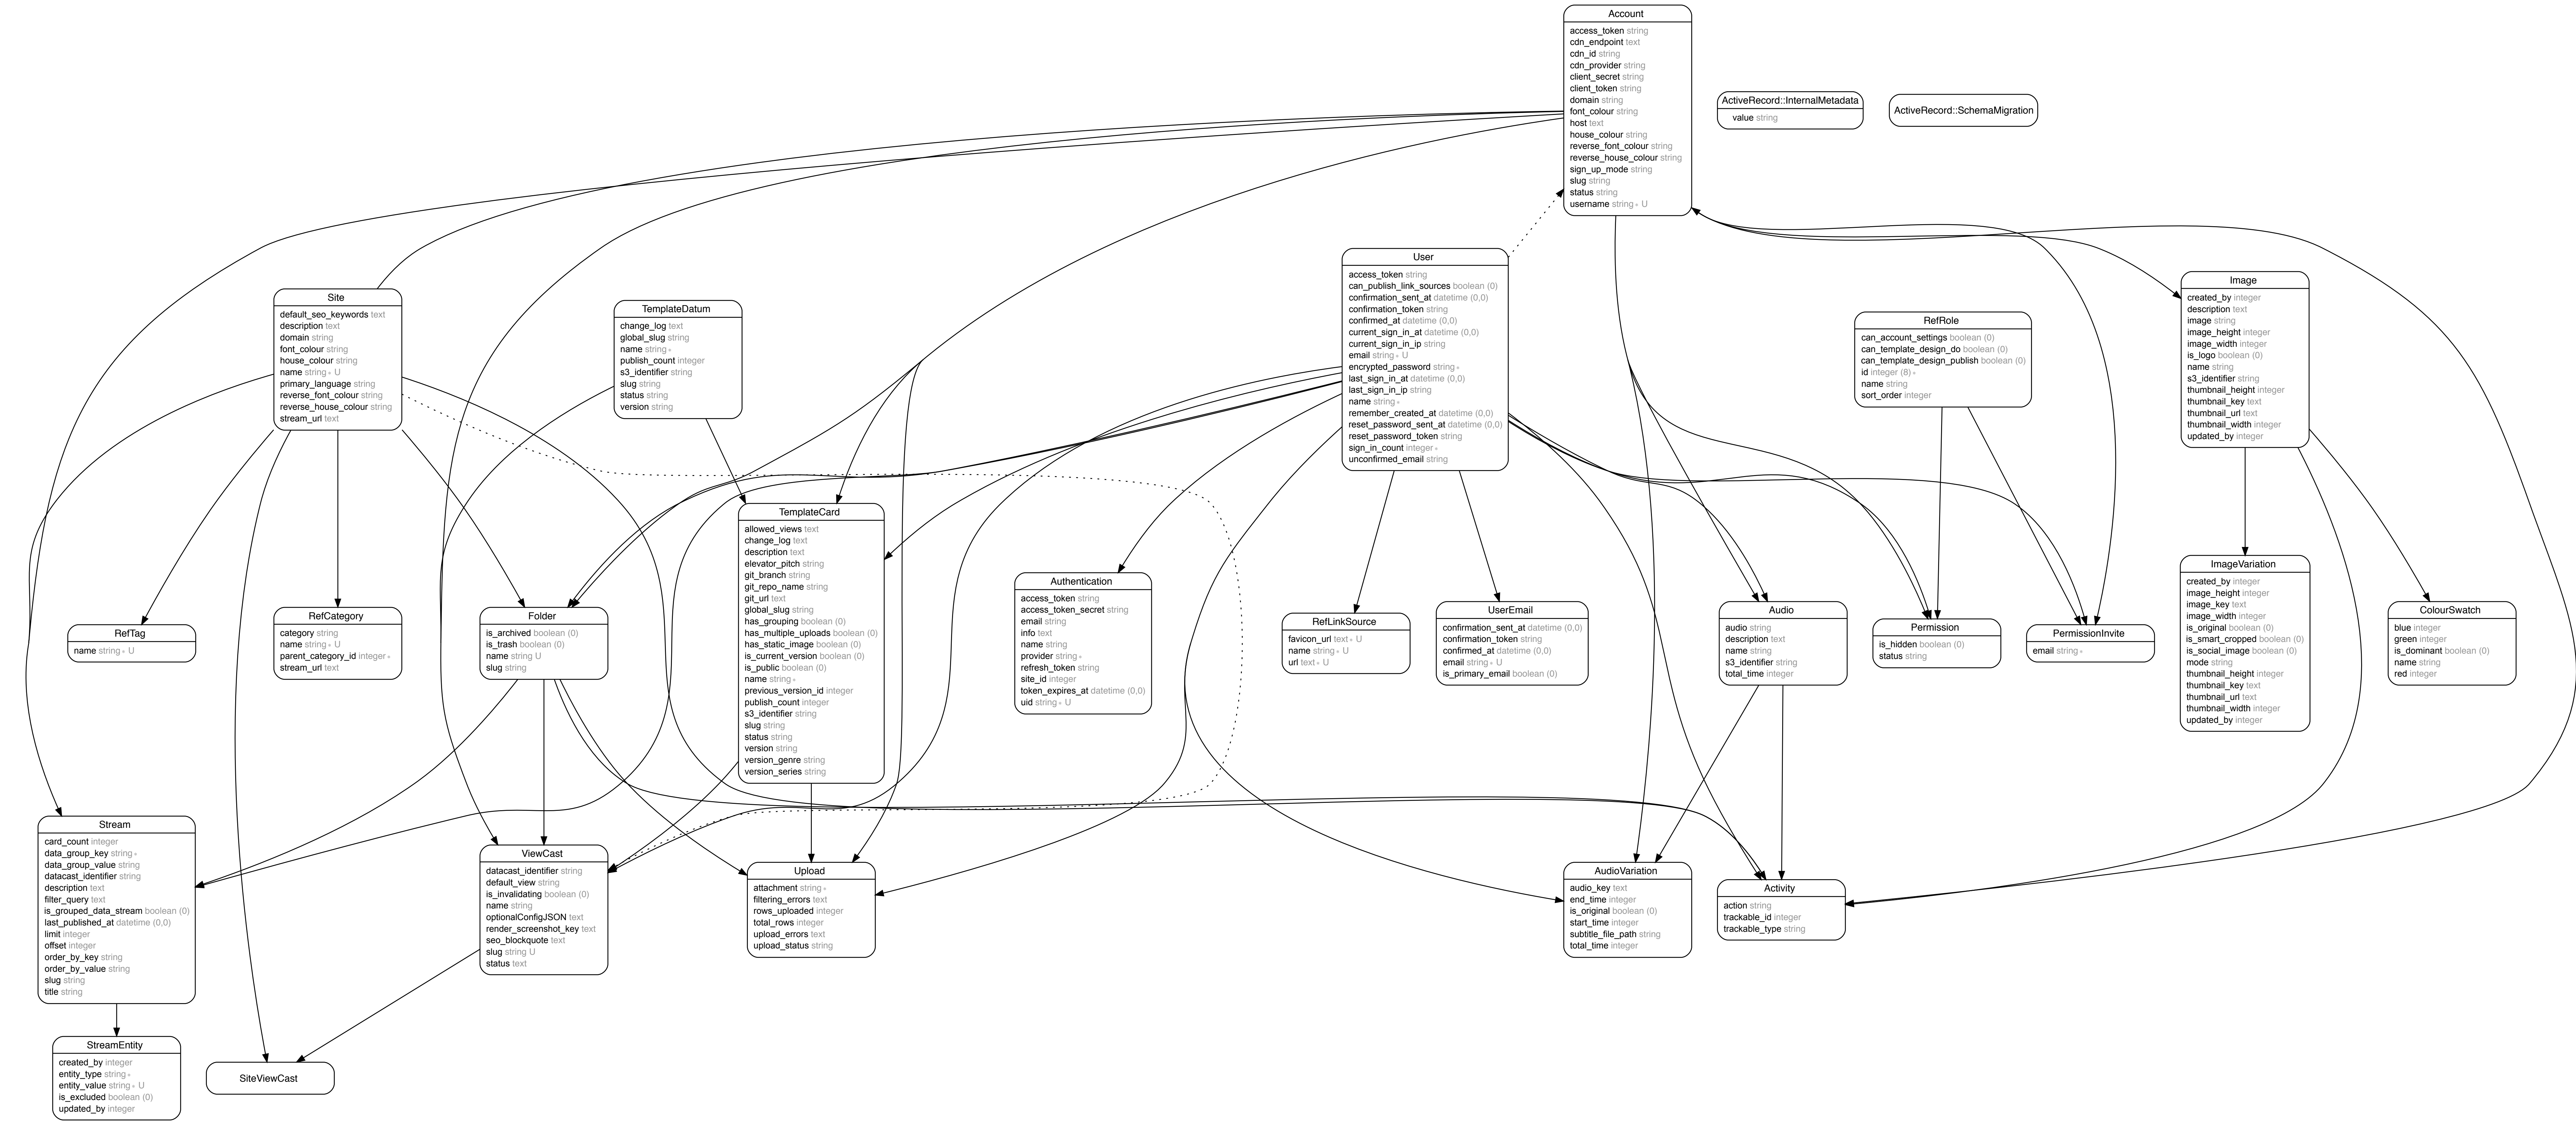 Account
access_token string
cdn_endpoint text
cdn_id string
cdn_provider string
client_secret string
client_token string
domain string
font_colour string
host text
house_colour string
reverse_font_colour string
reverse_house_colour string
sign_up_mode string
slug string
status string
username string∗ U
ActiveRecord::InternalMetadata
value string
ActiveRecord::SchemaMigration
User
access_token string
can_publish_link_sources boolean (0)
confirmation_sent_at datetime (0,0)
confirmation_token string
confirmed_at datetime (0,0)
current_sign_in_at datetime (0,0)
current_sign_in_ip string
email string∗ U
encrypted_password string∗
last_sign_in_at datetime (0,0)
last_sign_in_ip string
name string∗
remember_created_at datetime (0,0)
reset_password_sent_at datetime (0,0)
reset_password_token string
sign_in_count integer∗
unconfirmed_email string
Image
created_by integer
description text
image string
image_height integer
image_width integer
is_logo boolean (0)
name string
s3_identifier string
thumbnail_height integer
thumbnail_key text
thumbnail_url text
thumbnail_width integer
updated_by integer
Site
default_seo_keywords text
description text
domain string
font_colour string
house_colour string
name string∗ U
primary_language string
reverse_font_colour string
reverse_house_colour string
stream_url text
TemplateDatum
change_log text
global_slug string
name string∗
publish_count integer
s3_identifier string
slug string
status string
version string
RefRole
can_account_settings boolean (0)
can_template_design_do boolean (0)
can_template_design_publish boolean (0)
id integer (8)∗
name string
sort_order integer
TemplateCard
allowed_views text
change_log text
description text
elevator_pitch string
git_branch string
git_repo_name string
git_url text
global_slug string
has_grouping boolean (0)
has_multiple_uploads boolean (0)
has_static_image boolean (0)
is_current_version boolean (0)
is_public boolean (0)
name string∗
previous_version_id integer
publish_count integer
s3_identifier string
slug string
status string
version string
version_genre string
version_series string
ImageVariation
created_by integer
image_height integer
image_key text
image_width integer
is_original boolean (0)
is_smart_cropped boolean (0)
is_social_image boolean (0)
mode string
thumbnail_height integer
thumbnail_key text
thumbnail_url text
thumbnail_width integer
updated_by integer
Authentication
access_token string
access_token_secret string
email string
info text
name string
provider string∗
refresh_token string
site_id integer
token_expires_at datetime (0,0)
uid string∗ U
RefTag
name string∗ U
RefCategory
category string
name string∗ U
parent_category_id integer∗
stream_url text
Folder
is_archived boolean (0)
is_trash boolean (0)
name string U
slug string
RefLinkSource
favicon_url text∗ U
name string∗ U
url text∗ U
UserEmail
confirmation_sent_at datetime (0,0)
confirmation_token string
confirmed_at datetime (0,0)
email string∗ U
is_primary_email boolean (0)
Audio
audio string
description text
name string
s3_identifier string
total_time integer
Permission
is_hidden boolean (0)
status string
PermissionInvite
email string∗
ColourSwatch
blue integer
green integer
is_dominant boolean (0)
name string
red integer
Stream
card_count integer
data_group_key string∗
data_group_value string
datacast_identifier string
description text
filter_query text
is_grouped_data_stream boolean (0)
last_published_at datetime (0,0)
limit integer
offset integer
order_by_key string
order_by_value string
slug string
title string
ViewCast
datacast_identifier string
default_view string
is_invalidating boolean (0)
name string
optionalConfigJSON text
render_screenshot_key text
seo_blockquote text
slug string U
status text
Upload
attachment string∗
filtering_errors text
rows_uploaded integer
total_rows integer
upload_errors text
upload_status string
AudioVariation
audio_key text
end_time integer
is_original boolean (0)
start_time integer
subtitle_file_path string
total_time integer
Activity
action string
trackable_id integer
trackable_type string
StreamEntity
created_by integer
entity_type string∗
entity_value string∗ U
is_excluded boolean (0)
updated_by integer
SiteViewCast